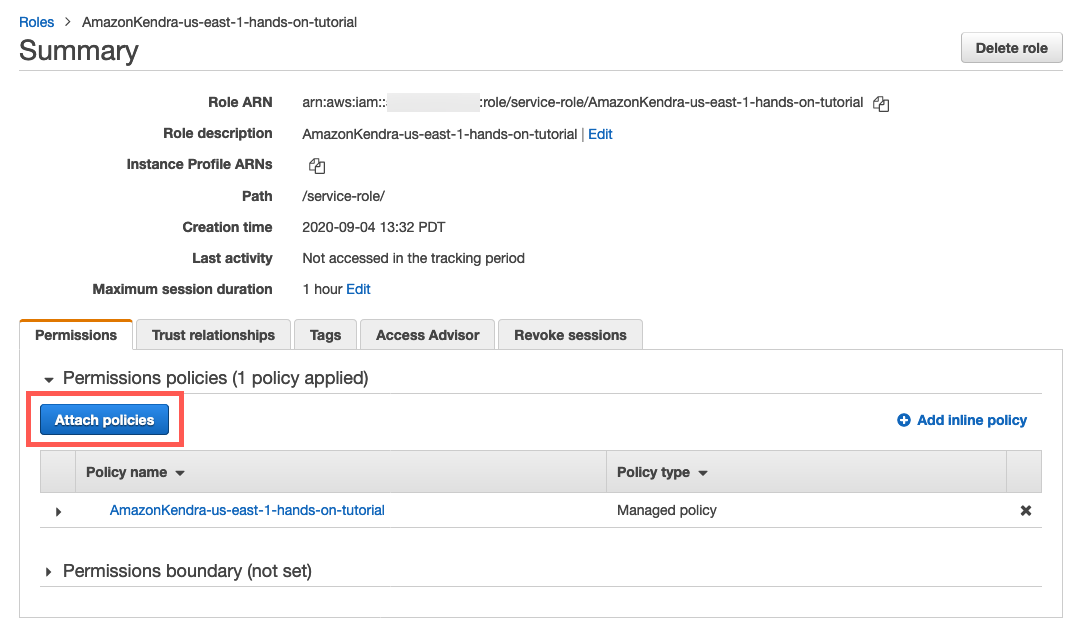 Roles > AmazonKendra-us-east-1-hands-on-tutorial
Summary
Delete role
Role ARN arn:aws:iam:: :role/service-role/AmazonKendra-us-east-1-hands-on-tutorial
Role description AmazonKendra-us-east-1-hands-on-tutorial | Edit
Instance Profile ARNs
Path /service-role/
Creation time 2020-09-04 13:32 PDT
Last activity Not accessed in the tracking period
Maximum session duration 1 hour Edit
Permissions Trust relationships Tags Access Advisor Revoke sessions
Permissions policies (1 policy applied)
Attach policies Add inline policy
Policy name Policy type
AmazonKendra-us-east-1-hands-on-tutorial Managed policy
Permissions boundary (not set)